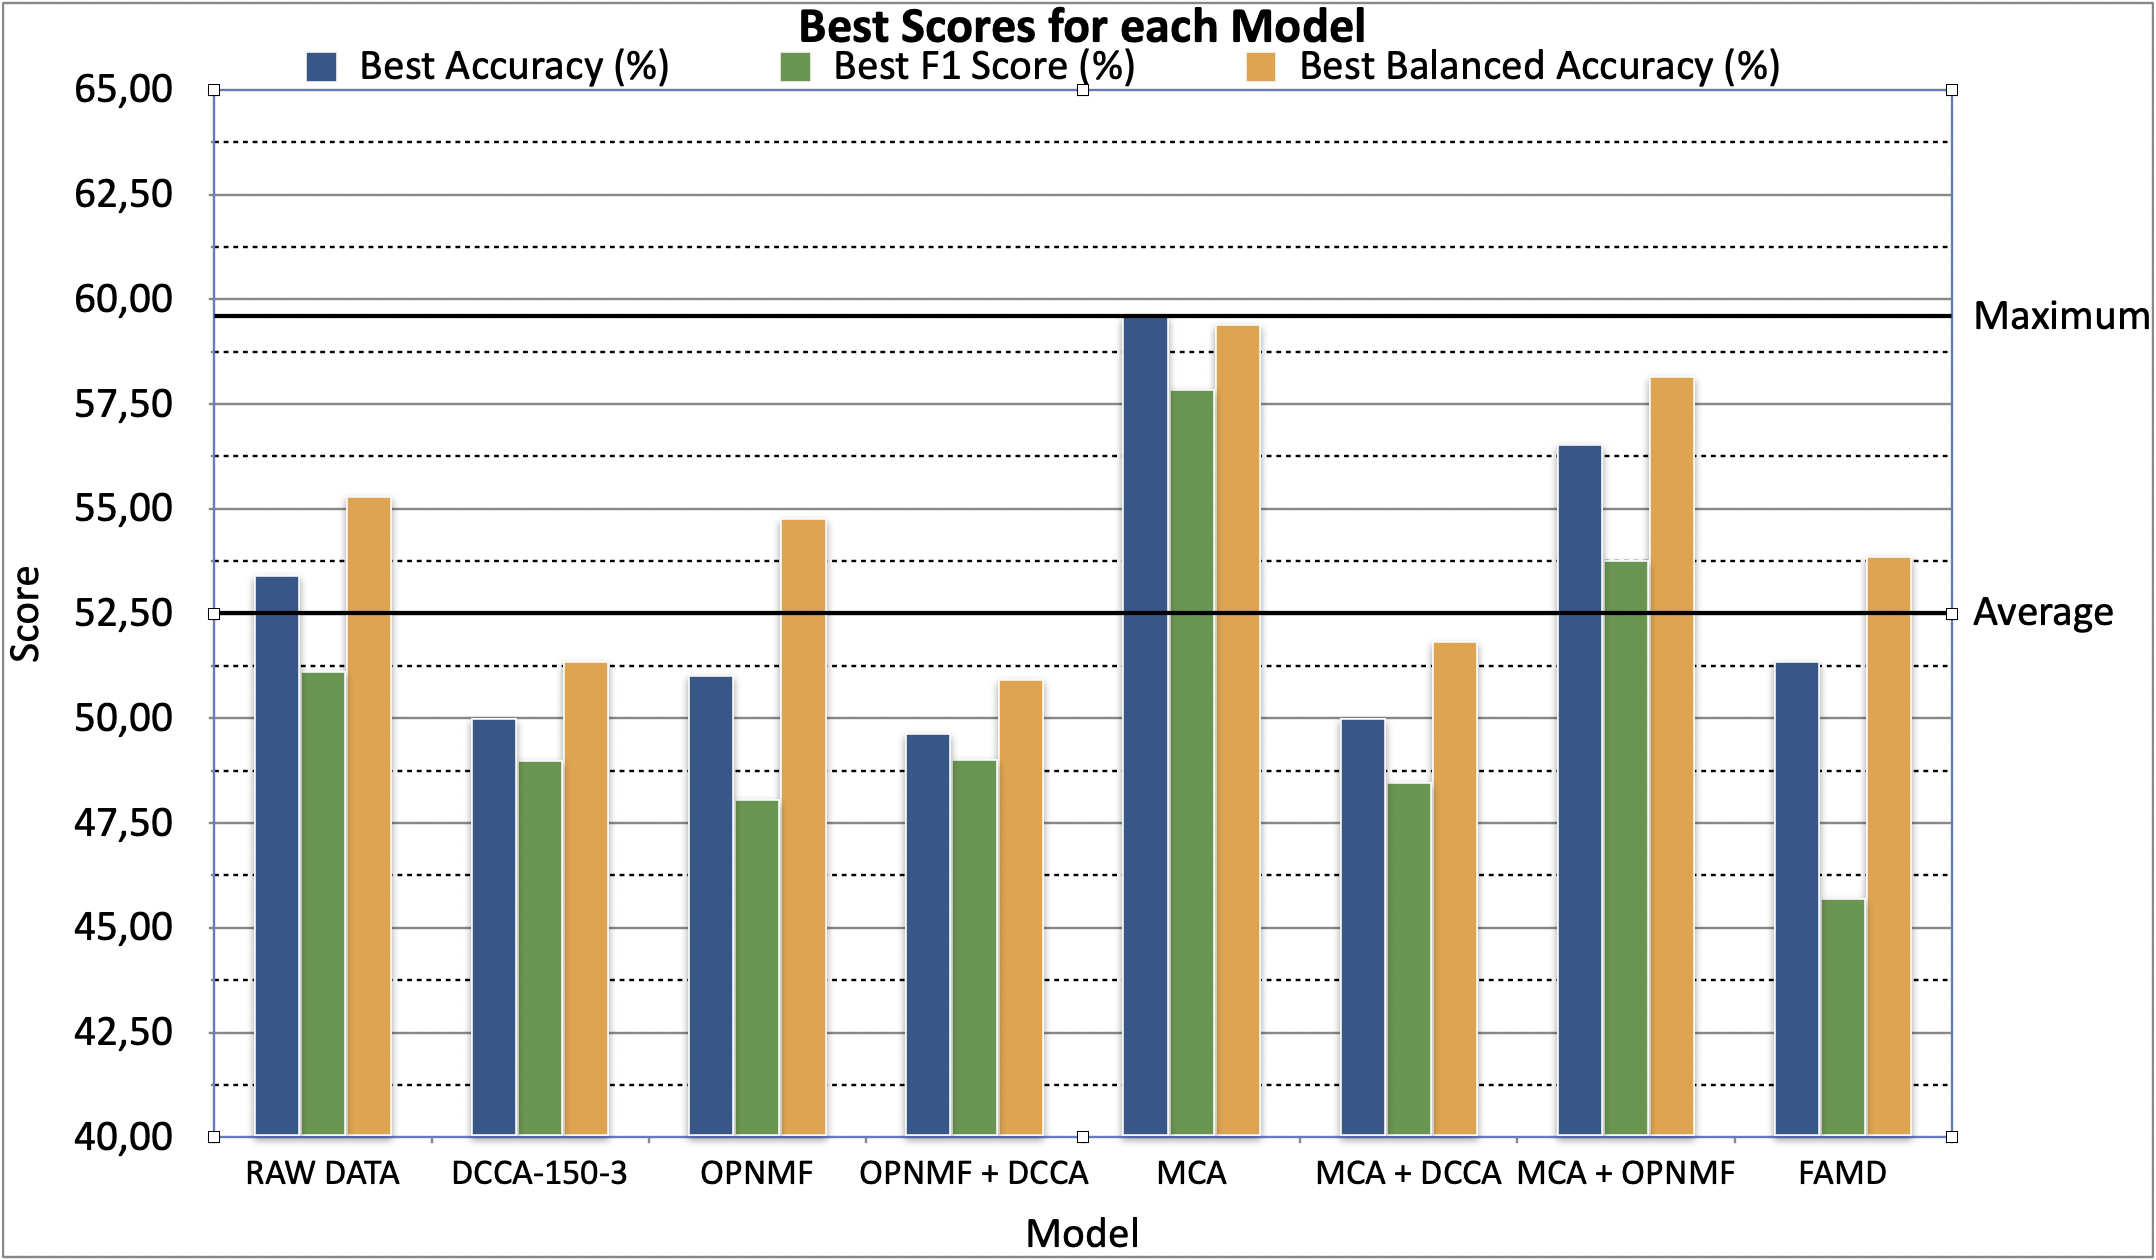 Best Scores for each Model
Best Accuracy (%) Best F1 Score (%) Best Balanced Accuracy (%)
65,00
62,50
60,00
Maximum
57,50
55,00
52,50
Average
Score
50,00
47,50
45,00
42,50
40,00
RAW DATA DCCA-150-3 OPNMF OPNMF + DCCA MCA MCA + DCCA MCA + OPNMF FAMD
Model